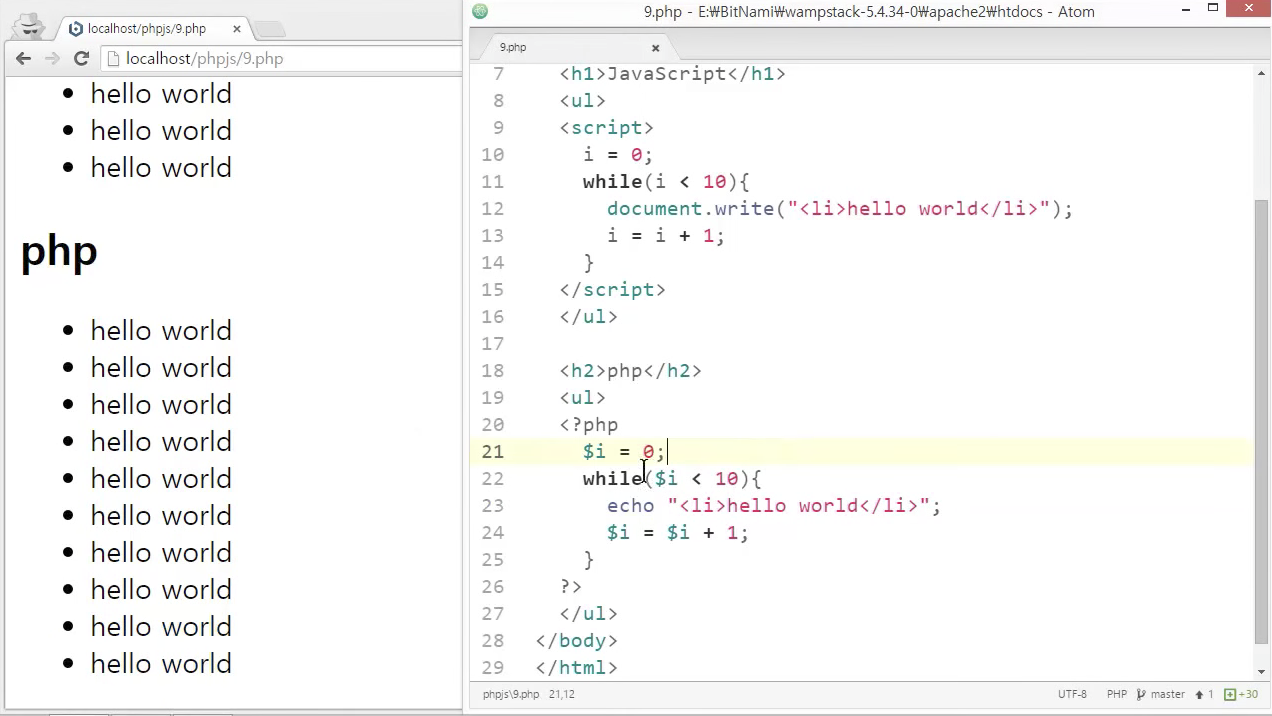 localhost/phpjs/9.php
localhost/phpjs/9.php
hello world
hello world
hello world
php
hello world
hello world
hello world
hello world
hello world
hello world
hello world
hello world
hello world
hello world
9.php - E:₩BitNami₩wampstack-5.4.34-0₩apache2₩htdocs - Atom
9.php
7 <h1>JavaScript</h1>
8 <ul>
9 <script>
10 i = 0;
11 while(i < 10){
12 document.write("<li>hello world</li>");
13 i = i + 1;
14 }
15 </script>
16 </ul>
17
18 <h2>php</h2>
19 <ul>
20 <?php
21 $i = 0;
22 while($i < 10){
23 echo "<li>hello world</li>";
24 $i = $i + 1;
25 }
26 ?>
27 </ul>
28 </body>
29 </html>
phpjs\9.php 21,12 UTF-8 PHP master 1 +30